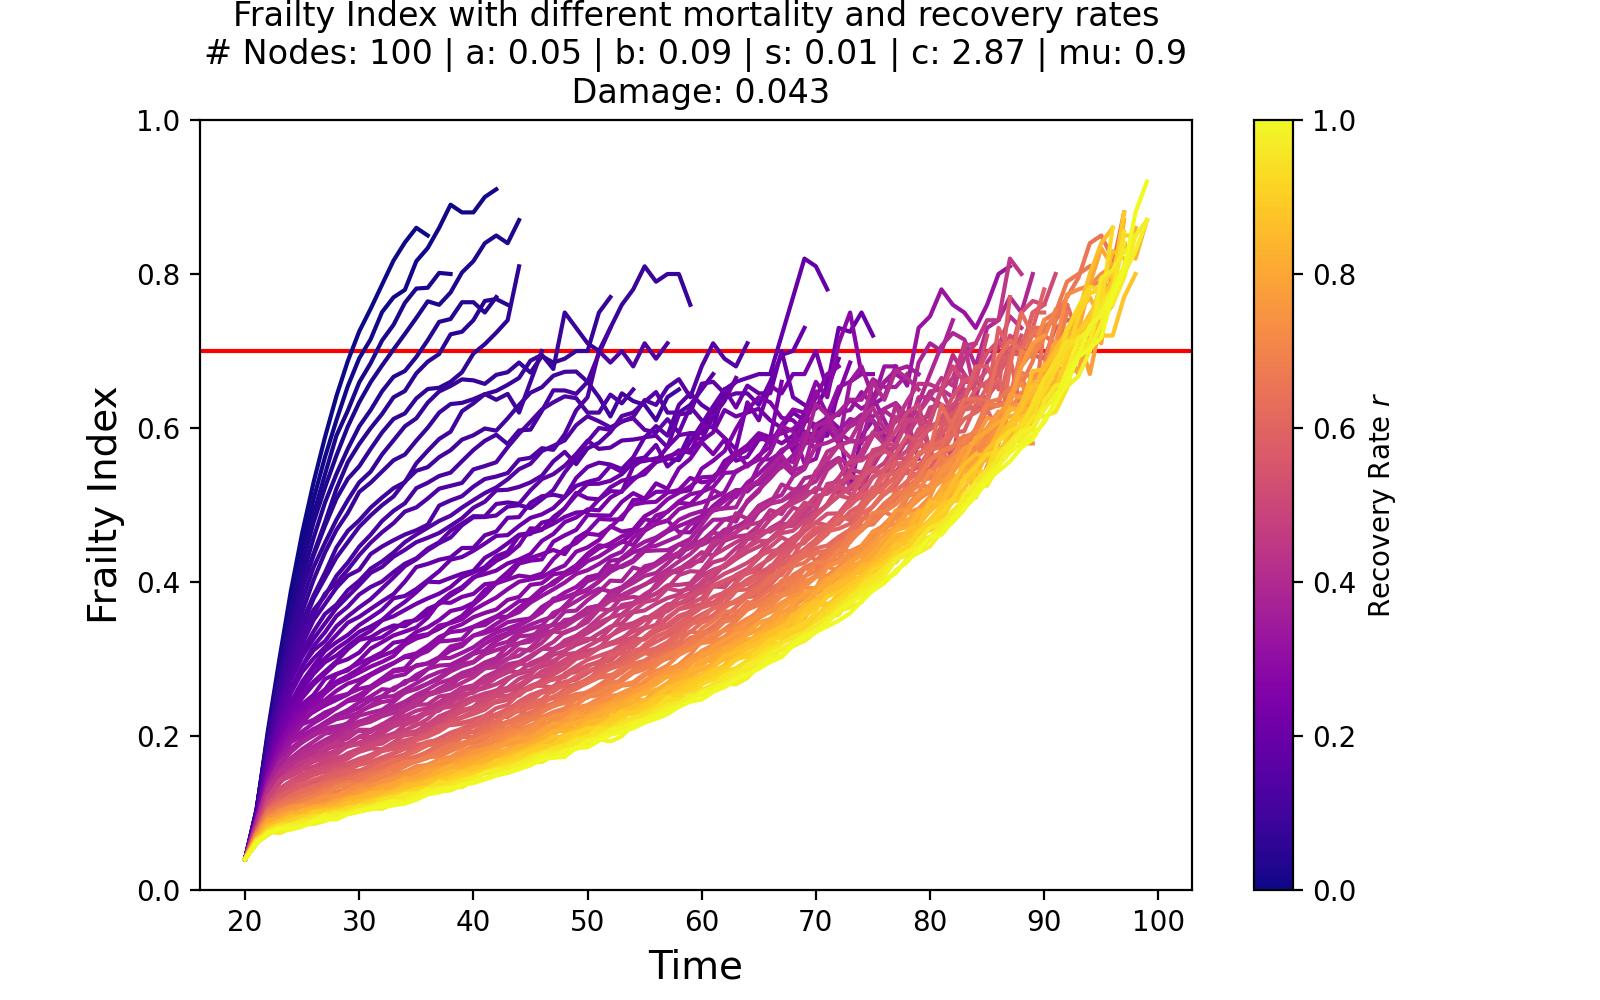 Frailty Index with different mortality and recovery rates
# Nodes: 100 | a: 0.05 | b: 0.09 | s: 0.01 | c: 2.87 | mu: 0.9
Damage: 0.043
Frailty Index
1.0
0.8
0.6
0.4
0.2
0.0
20 30 40 50 60 70 80 90 100
Time
1.0
0.8
0.6
0.4
0.2
0.0
Recovery Rate r